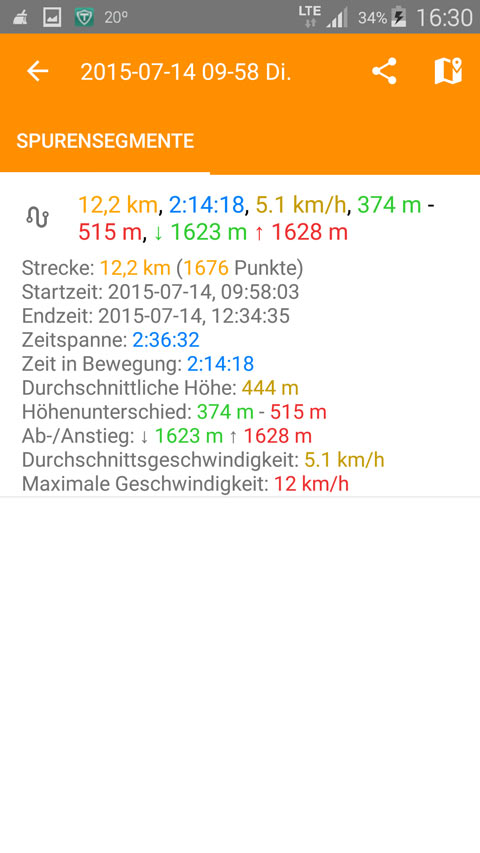 20° LTE 34% 16:30
2015-07-14 09-58 Di.
SPURENSEGMENTE
12,2 km, 2:14:18, 5.1 km/h, 374 m -
515 m, ↓ 1623 m ↑ 1628 m
Strecke: 12,2 km (1676 Punkte)
Startzeit: 2015-07-14, 09:58:03
Endzeit: 2015-07-14, 12:34:35
Zeitspanne: 2:36:32
Zeit in Bewegung: 2:14:18
Durchschnittliche Höhe: 444 m
Höhenunterschied: 374 m - 515 m
Ab-/Anstieg: ↓ 1623 m ↑ 1628 m
Durchschnittsgeschwindigkeit: 5.1 km/h
Maximale Geschwindigkeit: 12 km/h